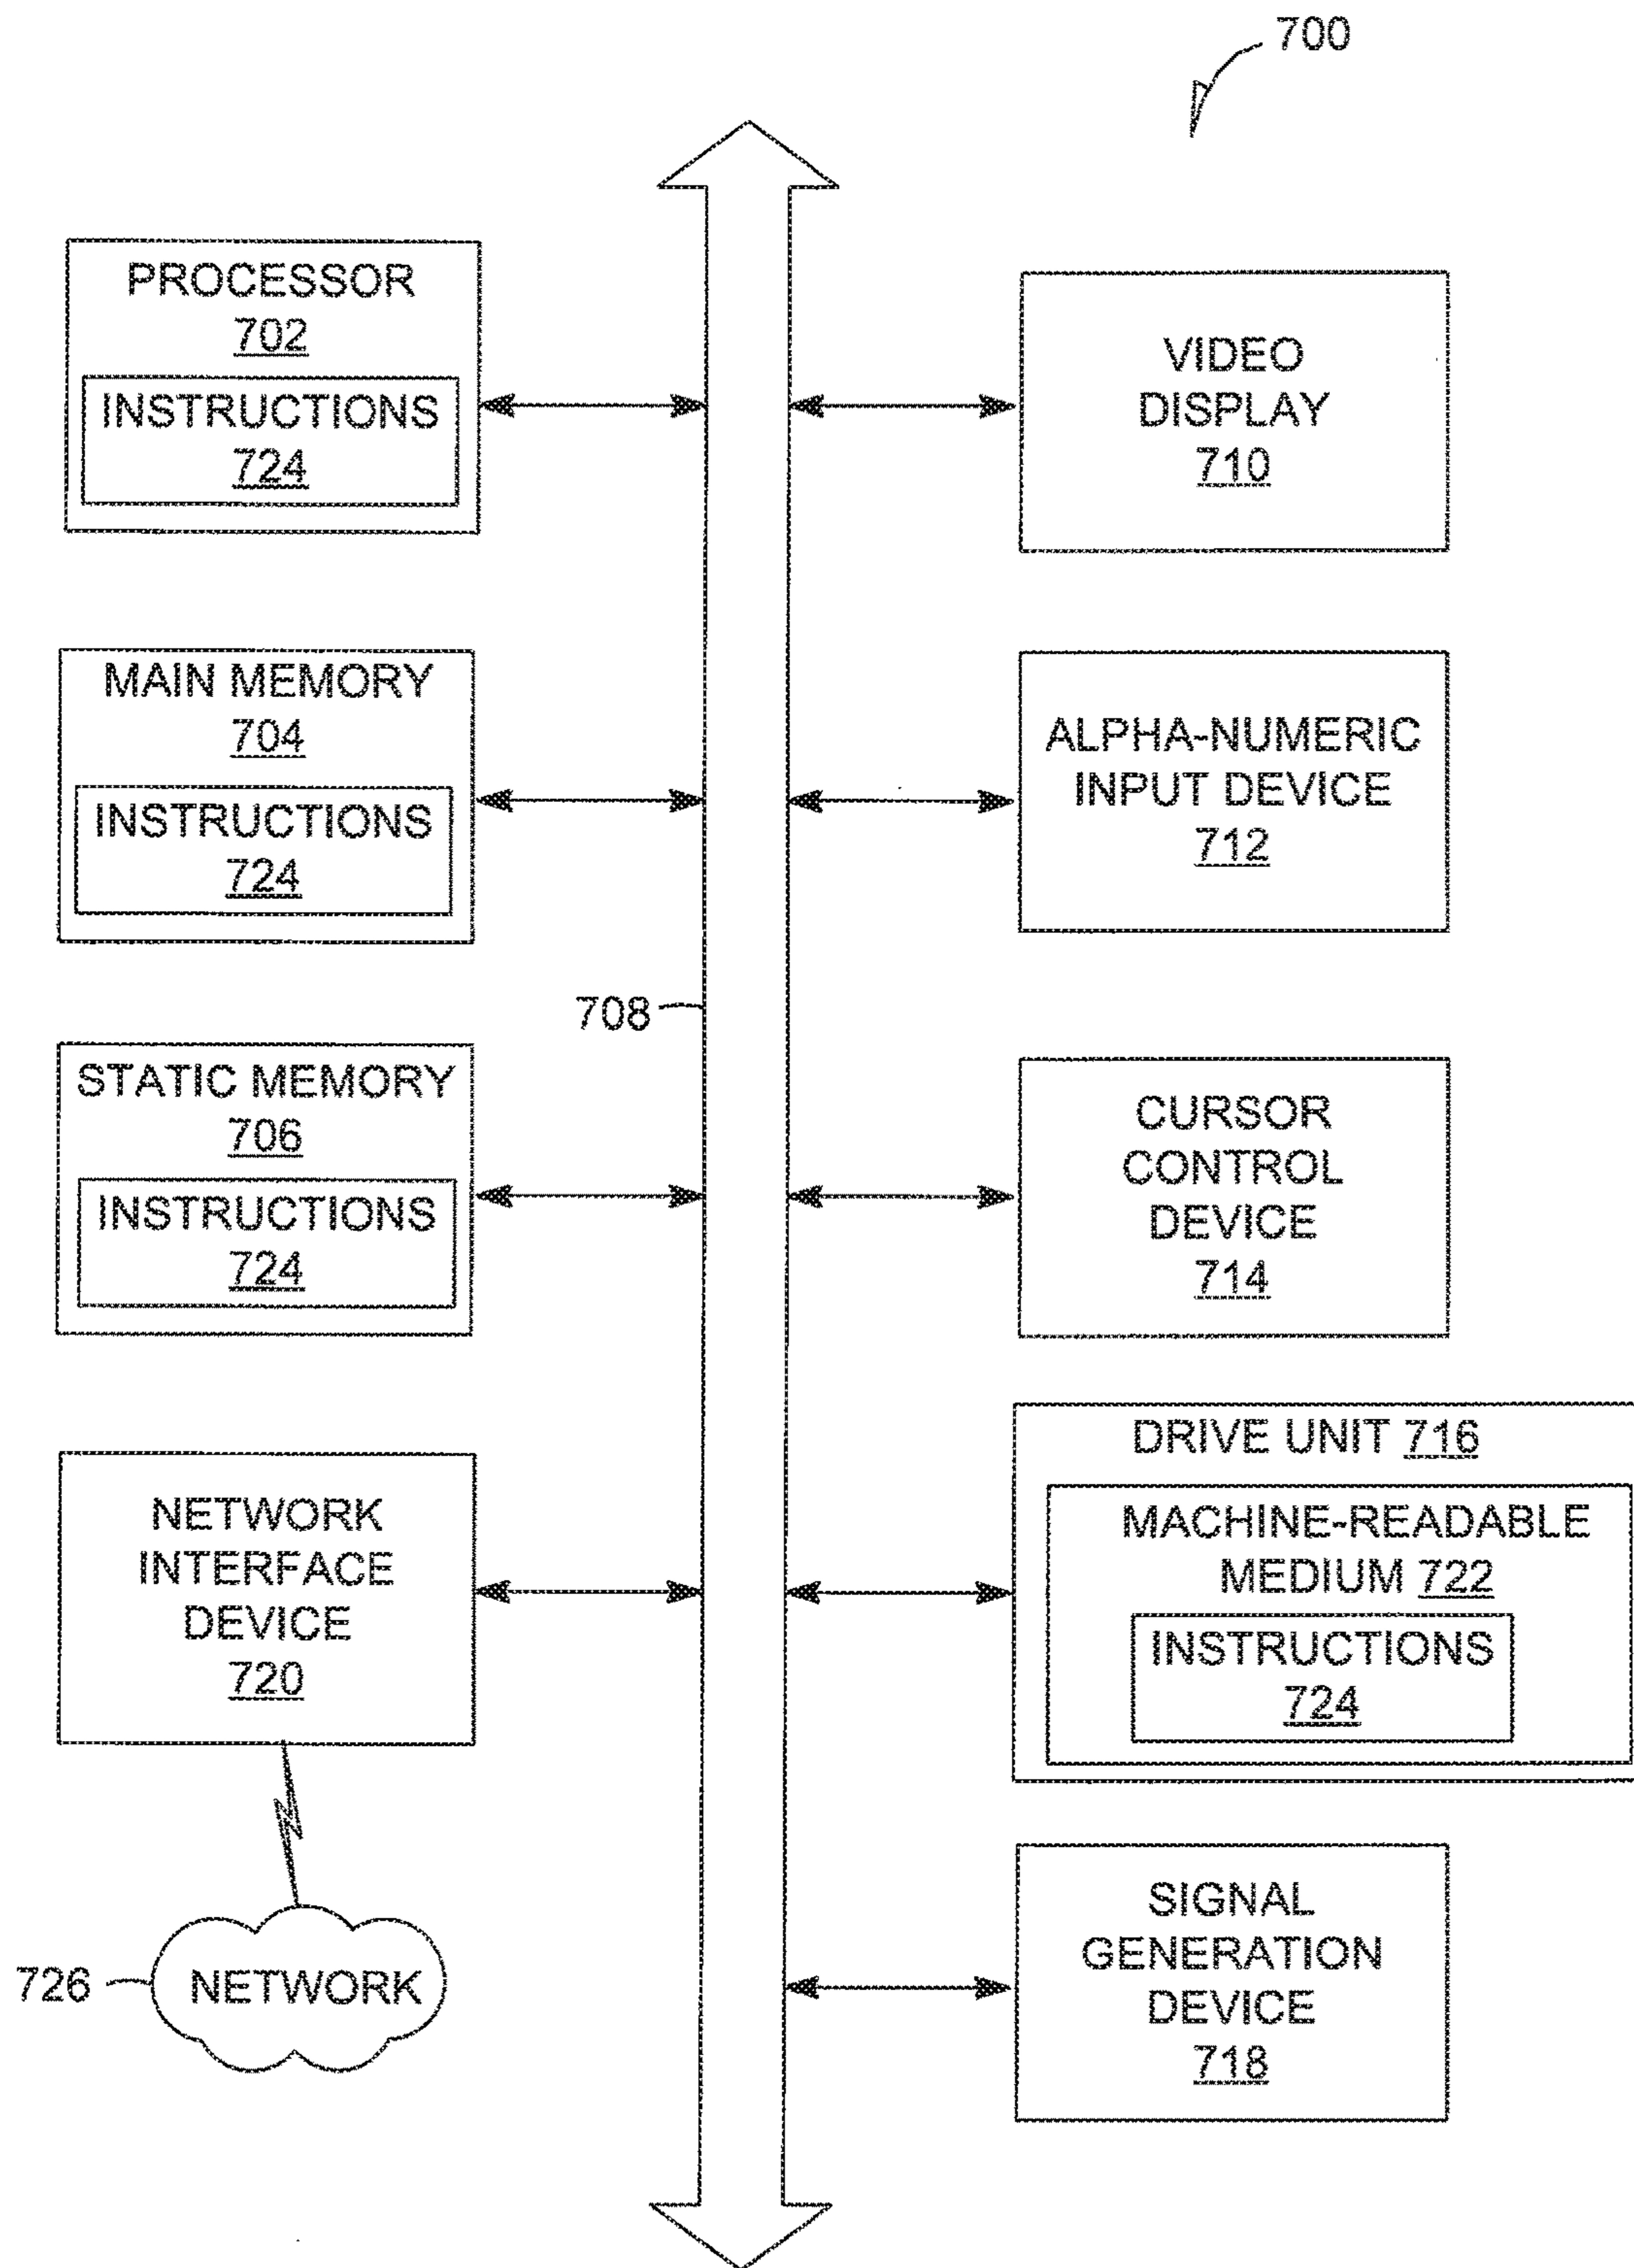 700
PROCESSOR
702
INSTRUCTIONS
724
VIDEO
DISPLAY
710
MAIN MEMORY
704
INSTRUCTIONS
724
ALPHA-NUMERIC
INPUT DEVICE
712
708
STATIC MEMORY
706
INSTRUCTIONS
724
CURSOR
CONTROL
DEVICE
714
NETWORK
INTERFACE
DEVICE
720
DRIVE UNIT 716
MACHINE-READABLE
MEDIUM 722
INSTRUCTIONS
724
726
NETWORK
SIGNAL
GENERATION
DEVICE
718